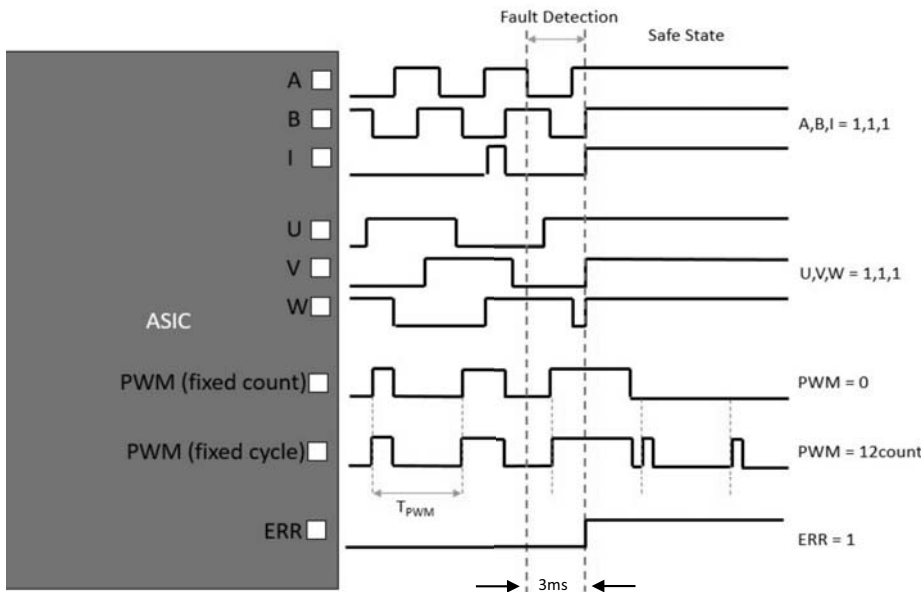 Fault Detection
Safe State
A
B
A,B,I = 1,1,1
I
U
V
U,V,W = 1,1,1
W
ASIC
PWM (fixed count)
PWM = 0
PWM (fixed cycle)
PWM = 12count
TPWM
ERR
ERR = 1
3ms